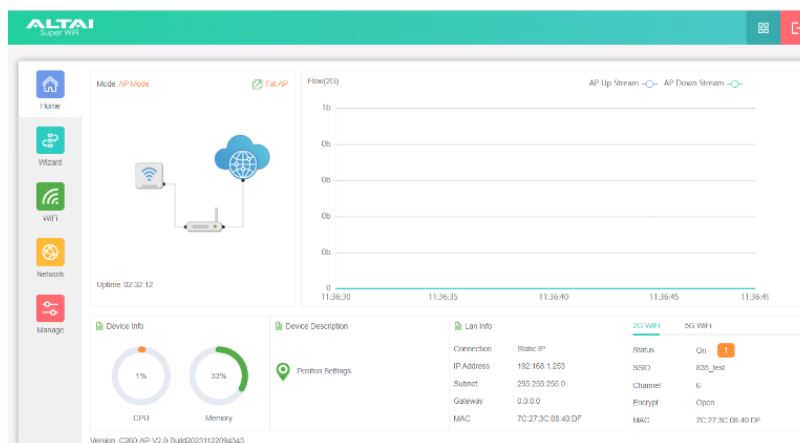 ALTAI
Super WiFi
Home
Wizard
WiFi
Network
Manage
Mode AP Mode
Fat AP
Uptime 02:32:12
Flow(2G)
AP Up Stream
AP Down Stream
1b
0b
0b
0b
0b
0
11:36:30
11:36:35
11:36:40
11:36:45
11:36:49
Device Info
1%
33%
CPU
Memory
Device Description
Positon Settings
Lan Info
Connection Static IP
IP Address 192.168.1.253
Subnet 255.255.255.0
Gateway 0.0.0.0
MAC 7C:27:3C:08:40:DF
2G WiFi
5G WiFi
Status On 1
SSID 835_test
Channel 6
Encrypt Open
MAC 7C:27:3C:08:40:DF
Version C260-AP-V2.0-Build20231122094343